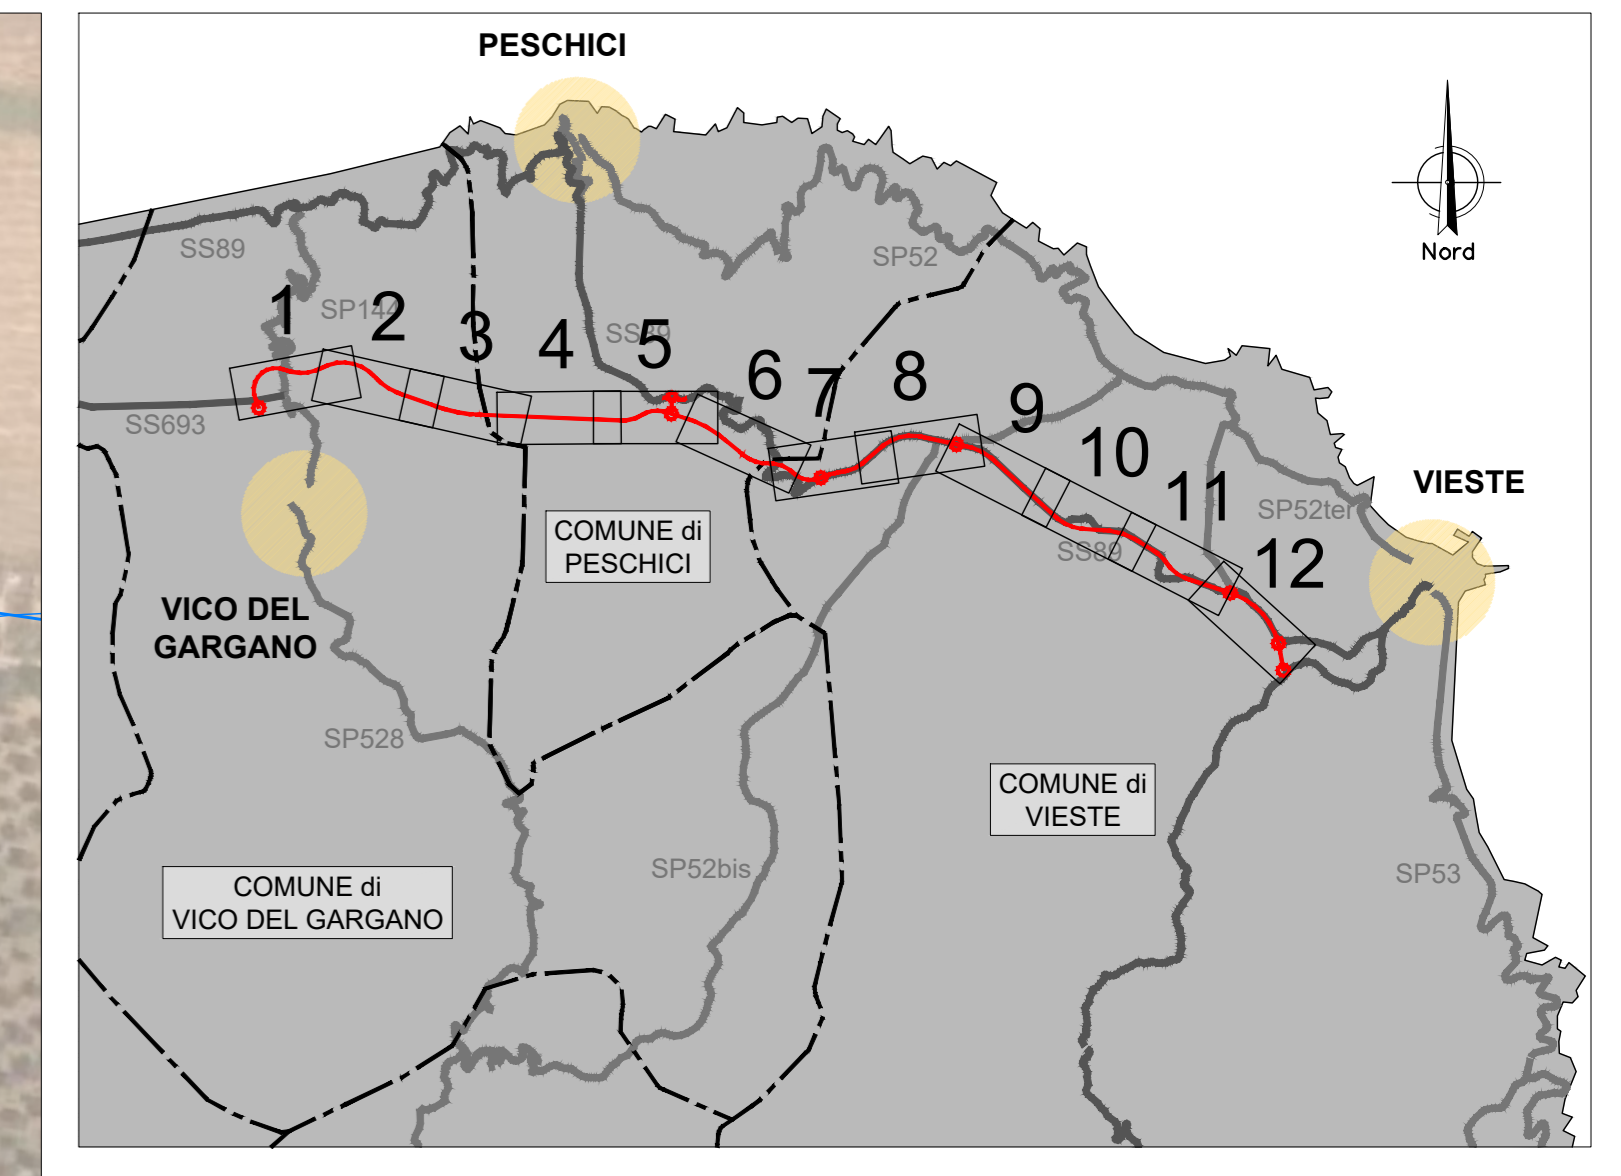 PESCHICI
Nord
SS89
SP52
1
SP144
2
3
4
SS89
5
6
7
8
9
10
11
12
SS693
SP52ter
VIESTE
SS89
COMUNE di
PESCHICI
VICO DEL
GARGANO
SP528
COMUNE di
VIESTE
SP52bis
SP53
COMUNE di
VICO DEL GARGANO